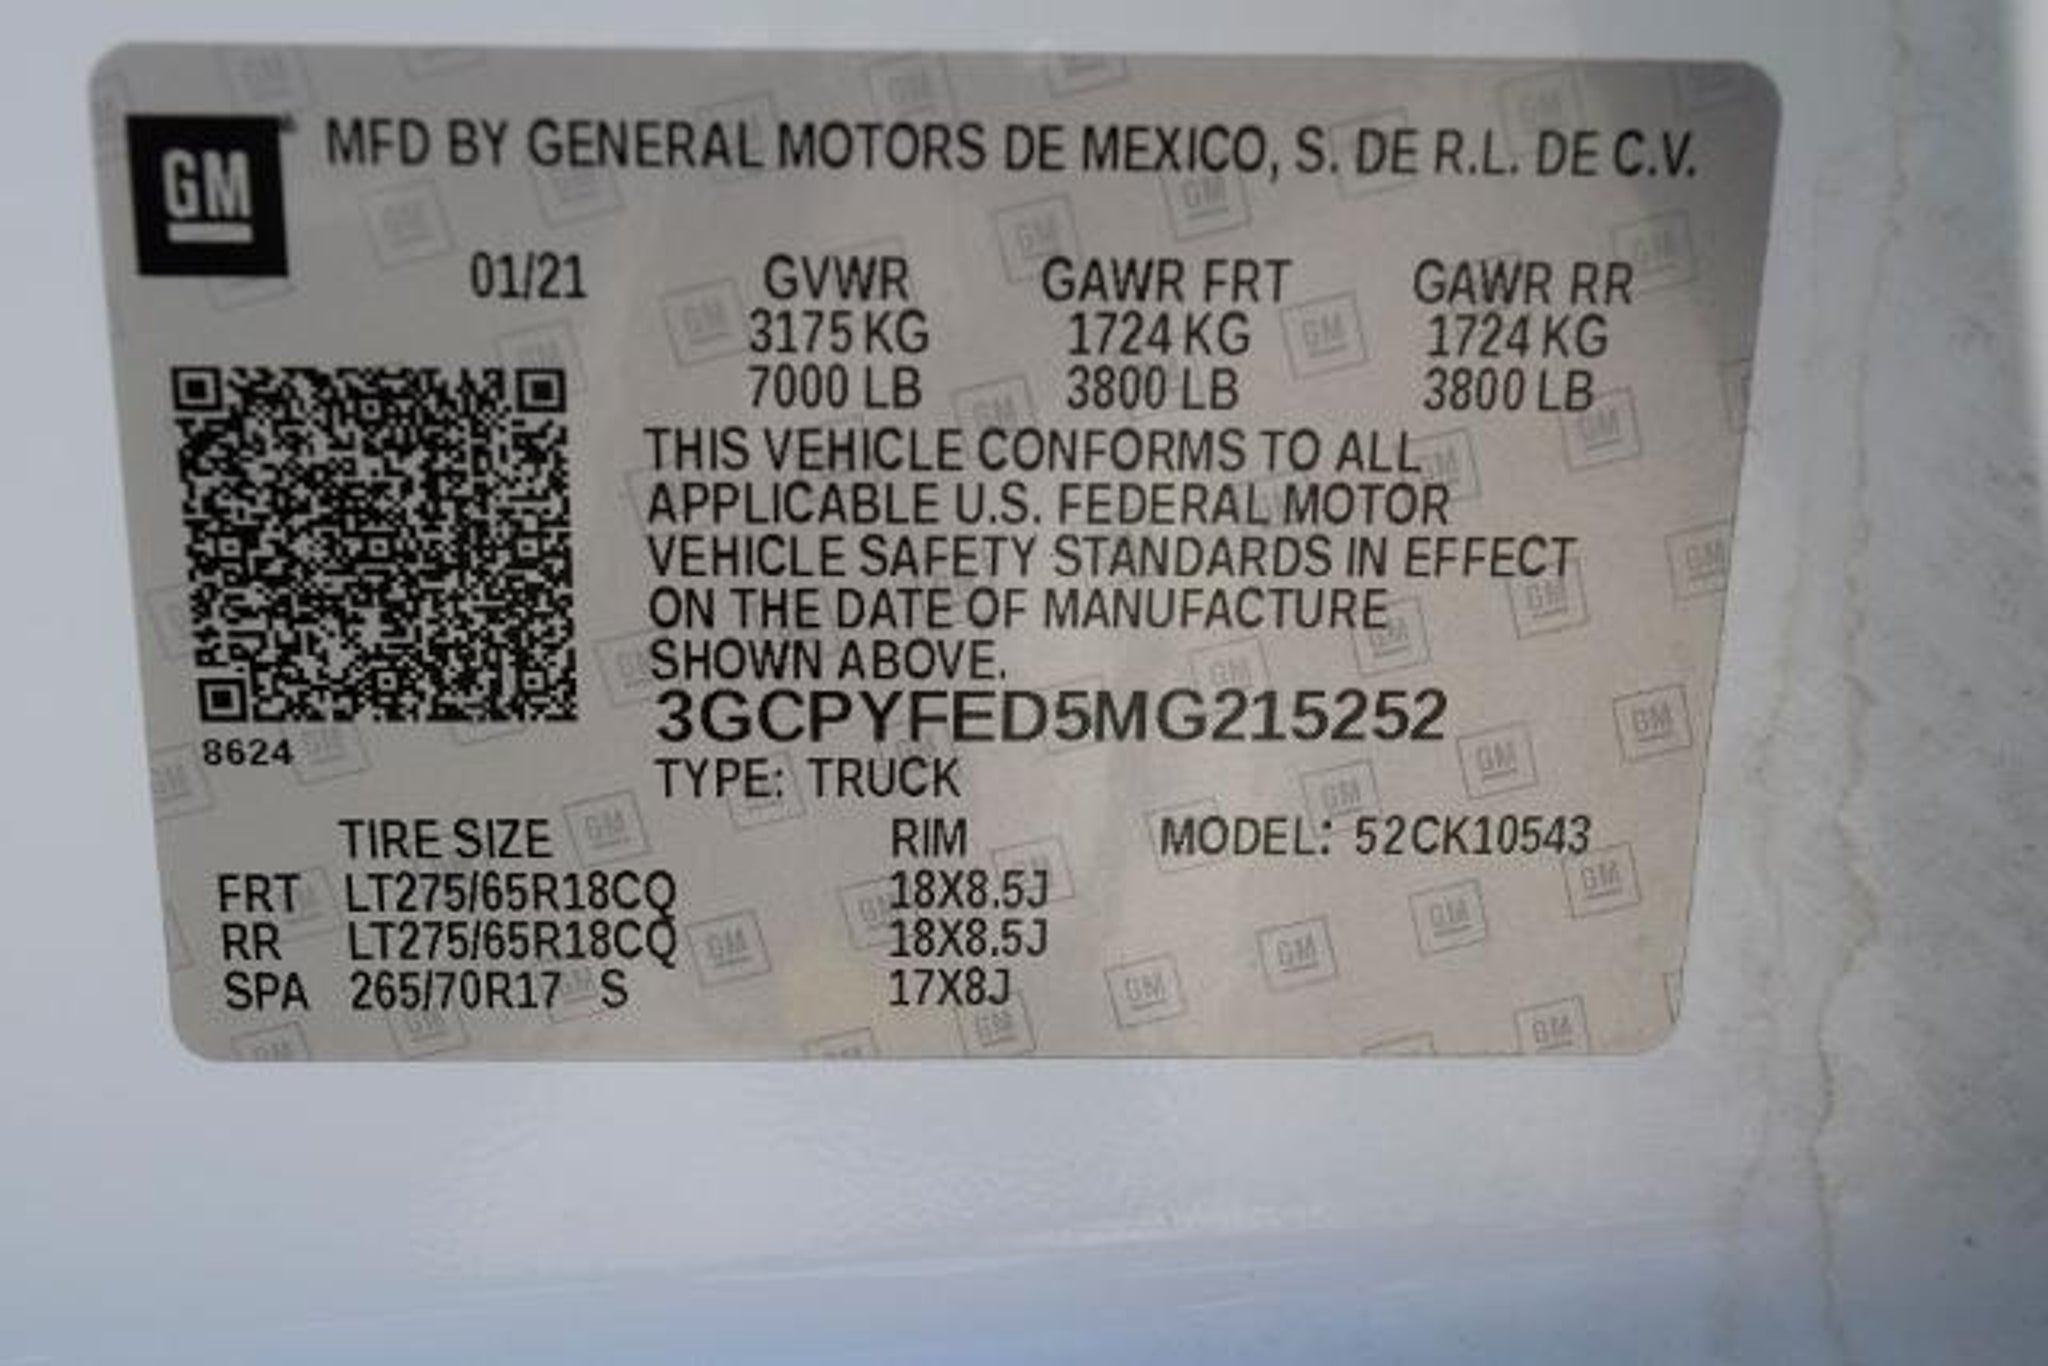 GM MFD BY GENERAL MOTORS DE MEXICO, S. DE R.L. DE C.V.
01/21 GVWR GAWR FRT GAWR RR
3175 KG 1724 KG 1724 KG
7000 LB 3800 LB 3800 LB
THIS VEHICLE CONFORMS TO ALL
APPLICABLE U.S. FEDERAL MOTOR
VEHICLE SAFETY STANDARDS IN EFFECT
ON THE DATE OF MANUFACTURE
SHOWN ABOVE.
3GCPYFED5MG215252
8624
TYPE: TRUCK
TIRE SIZE RIM MODEL: 52CK10543
FRT LT275/65R18CQ 18X8.5J
RR LT275/65R18CQ 18X8.5J
SPA 265/70R17 S 17X8J